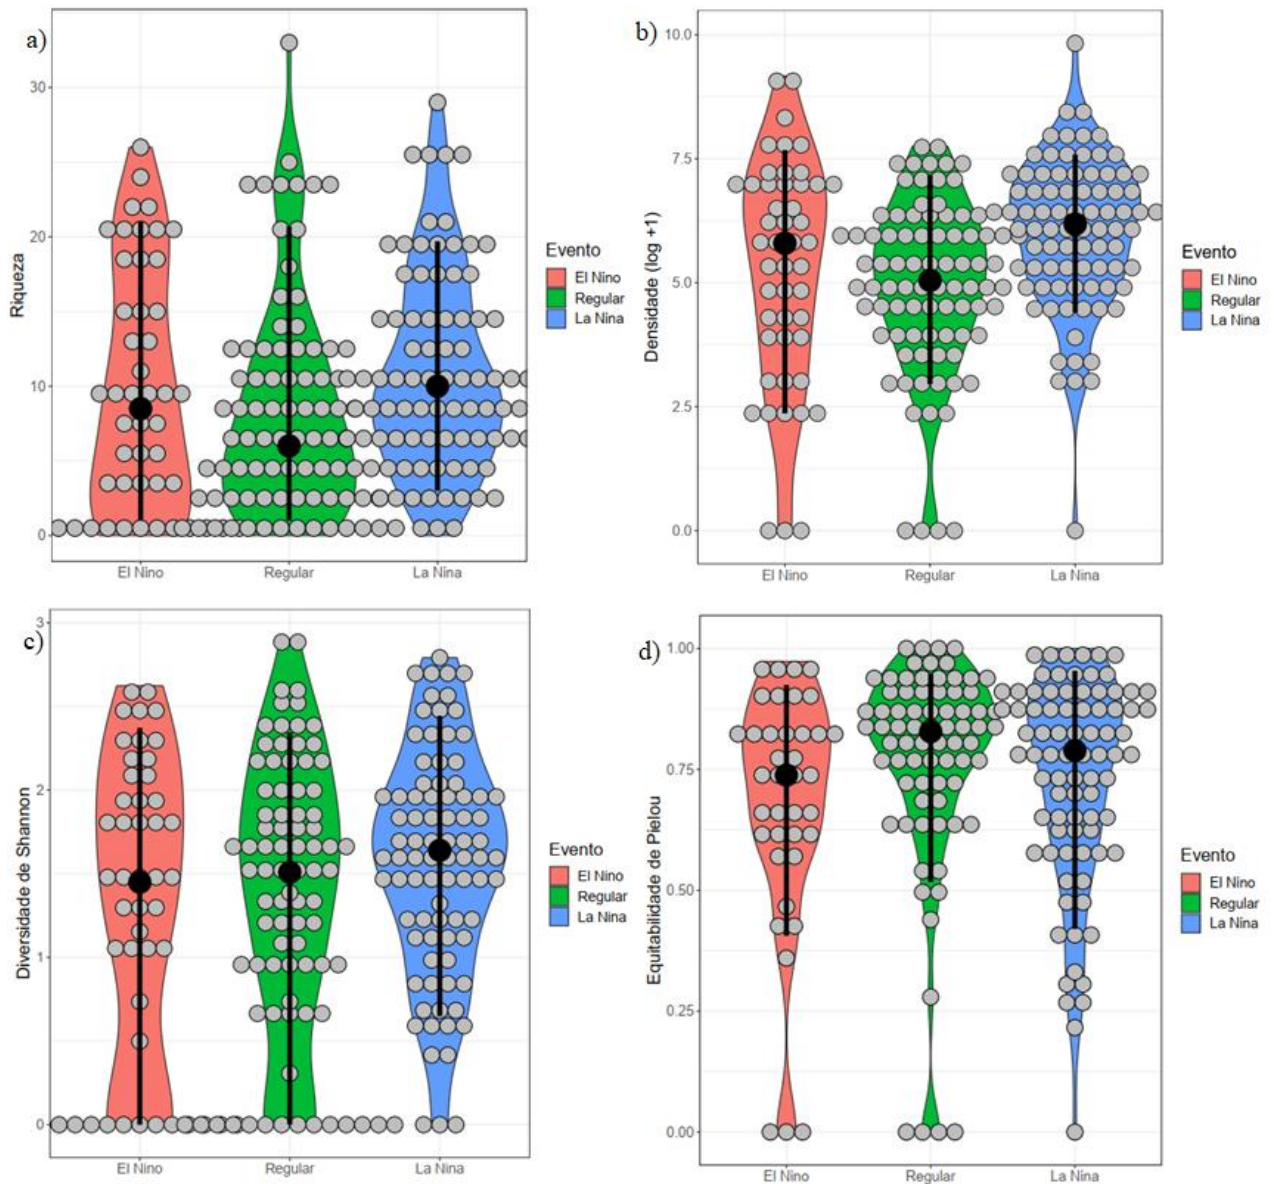 a)
Riqueza
30
20
10
0
El Nino
Regular
La Nina
Evento
El Nino
Regular
La Nina
b)
Densidade (log +1)
10.0
7.5
5.0
2.5
0.0
El Nino
Regular
La Nina
Evento
El Nino
Regular
La Nina
c)
Diversidade de Shannon
3
2
1
0
El Nino
Regular
La Nina
Evento
El Nino
Regular
La Nina
d)
Equitabilidade de Pielou
1.00
0.75
0.50
0.25
0.00
El Nino
Regular
La Nina
Evento
El Nino
Regular
La Nina